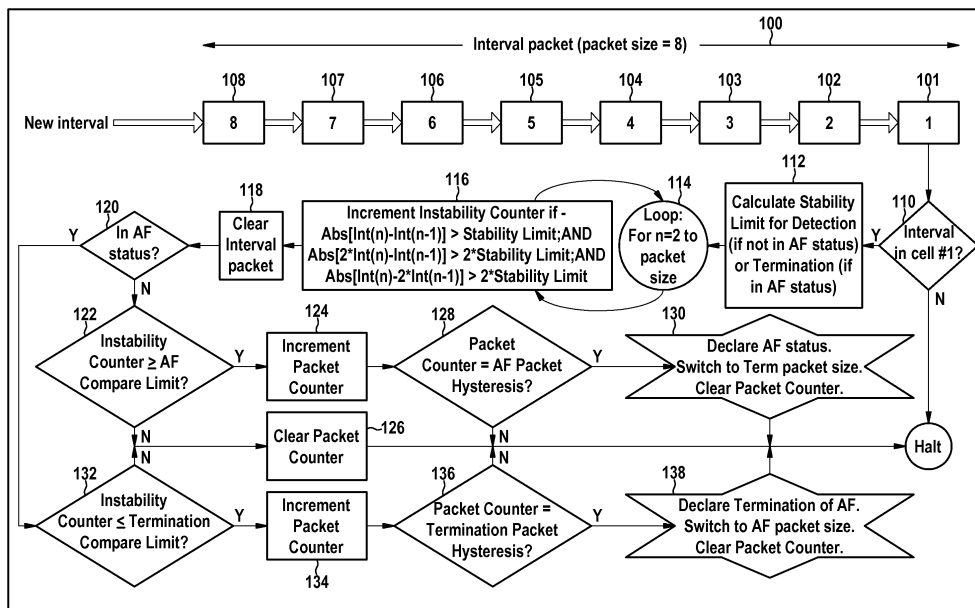 100
Interval packet (packet size = 8)
108
107
106
105
104
103
102
101
New interval
8
7
6
5
4
3
2
1
112
Calculate Stability
Limit for Detection
(if not in AF status)
or Termination (if
in AF status)
110
Interval
in cell #1?
Y
N
114
Loop:
For n=2 to
packet
size
116
Increment Instability Counter if -
Abs[Int(n)-Int(n-1)] > Stability Limit;AND
Abs[2*Int(n)-Int(n-1)] > 2*Stability Limit;AND
Abs[Int(n)-2*Int(n-1)] > 2*Stability Limit
118
Clear
Interval
packet
120
In AF
status?
Y
N
122
Instability
Counter ≥ AF
Compare Limit?
Y
N
124
Increment
Packet
Counter
128
Packet
Counter = AF Packet
Hysteresis?
Y
N
130
Declare AF status.
Switch to Term packet size.
Clear Packet Counter.
Clear Packet
Counter
126
Halt
132
Instability
Counter ≤ Termination
Compare Limit?
N
Y
Increment
Packet
Counter
134
136
Packet Counter =
Termination Packet
Hysteresis?
N
Y
138
Declare Termination of AF.
Switch to AF packet size.
Clear Packet Counter.